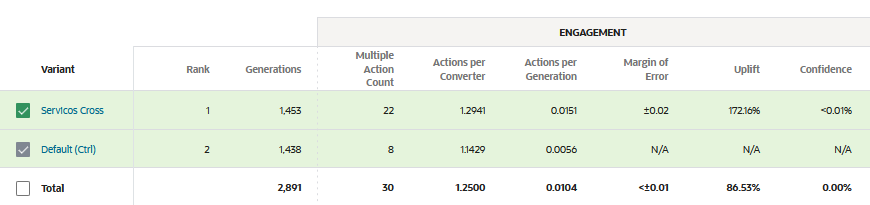 ENGAGEMENT
Variant Rank Generations Multiple Action Count Actions per Converter Actions per Generation Margin of Error Uplift Confidence
Servicos Cross 1 1,453 22 1.2941 0.0151 ±0.02 172.16% <0.01%
Default (Ctrl) 2 1,438 8 1.1429 0.0056 N/A N/A N/A
Total 2,891 30 1.2500 0.0104 <±0.01 86.53% 0.00%